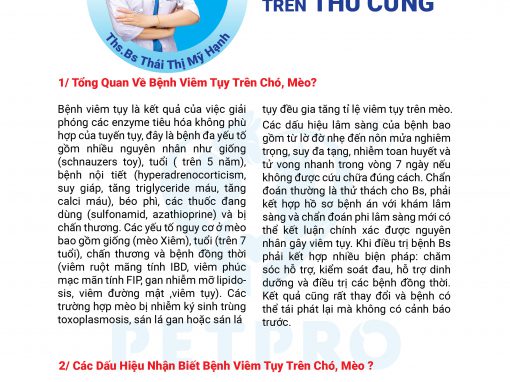 TRÊN THÚ CƯNG
Ths.Bs Thái Thị Mỹ Hạnh
1/ Tổng Quan Về Bệnh Viêm Tụy Trên Chó, Mèo?
Bệnh viêm tụy là kết quả của việc giải
phóng các enzyme tiêu hóa không phù
hợp của tuyến tụy, đây là bệnh đa yếu tố
gồm nhiều nguyên nhân như giống
(schnauzers toy), tuổi ( trên 5 năm),
bệnh nội tiết (hyperadrenocorticism,
suy giáp, tăng triglyceride máu, tăng
calci máu), béo phì, các thuốc đang
dùng (sulfonamid, azathioprine) và bị
chấn thương. Các yếu tố nguy cơ ở mèo
bao gồm giống (mèo Xiêm), tuổi (trên 7
tuổi), chấn thương và bệnh đồng thời
(viêm ruột mãng tính IBD, viêm phúc
mạc mãn tính FIP, gan nhiễm mỡ lipido-
sis, viêm đường mật ,viêm tụy). Các
trường hợp mèo bị nhiễm ký sinh trùng
toxoplasmosis, sán lá gan hoặc sán lá
tụy đều gia tăng tỉ lệ viêm tụy trên mèo.
Các dấu hiệu lâm sàng của bệnh bao
gồm từ lờ đờ nhẹ đến nôn mửa nghiêm
trọng, suy đa tạng, nhiễm toan huyết và
tử vong nhanh trong vòng 7 ngày nếu
không được cứu chữa đúng cách. Chẩn
đoán thường là thử thách cho Bs, phải
kết hợp hồ sơ bệnh án với khám lâm
sàng và chẩn đoán phi lâm sàng mới có
thể kết luận chính xác được nguyên
nhân gây viêm tụy. Khi điều trị bệnh Bs
phải kết hợp nhiều biện pháp: chăm
sóc hỗ trợ, kiểm soát đau, hỗ trợ dinh
dưỡng và điều trị các bệnh đồng thời.
Kết quả cũng rất thay đổi và bệnh có
thể tái phát lại mà không có cảnh báo
trước.
PETPRO
2/ Các Dấu Hiệu Nhận Biết Bệnh Viêm Tụy Trên Chó, Mèo ?